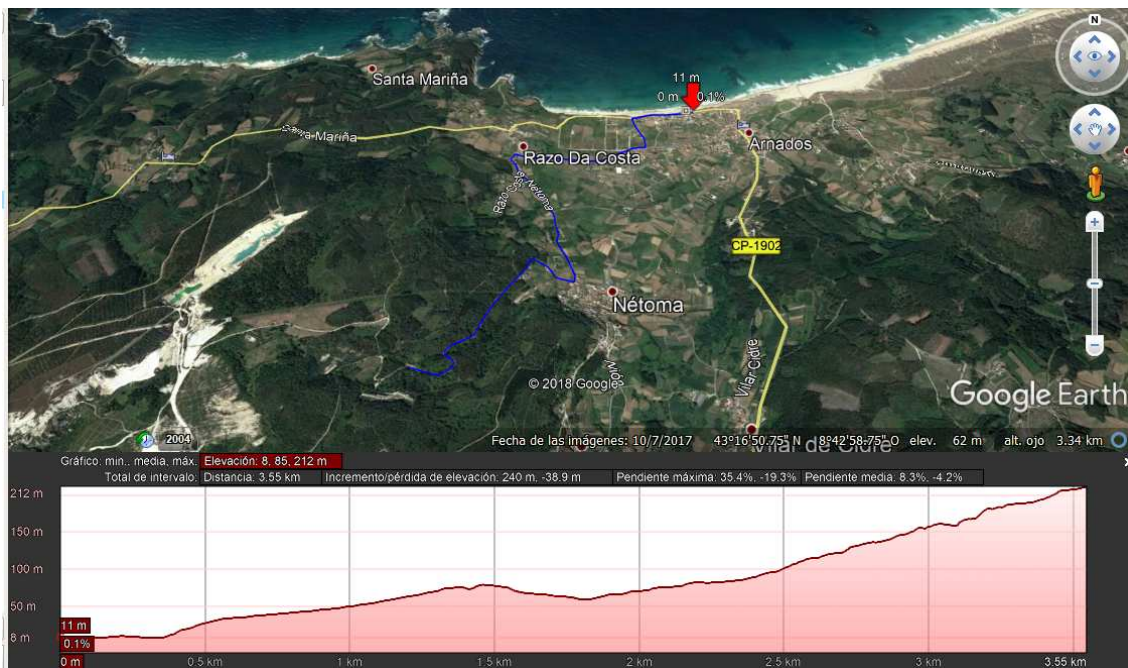 N
11 m
0 m 0.1%
Santa Mariña
Santa Mariña
Arnados
Razo Da Costa
CP-1902
Nétoma
Vilar Cidre
© 2018 Google
Google Earth
2004
Fecha de las imágenes: 10/7/2017 43°16'50.75" N 8°42'58.75" O elev. 62 m alt. ojo 3.34 km
Vilar de Cidre
Gráfico: mín., media, máx. Elevación: 8, 85, 212 m
Total de intervalo: Distancia: 3.55 km Incremento/pérdida de elevación: 240 m, -38.9 m Pendiente máxima: 35.4%, -19.3% Pendiente media: 8.3%, -4.2%
212 m
150 m
100 m
50 m
11 m
8 m
0.1%
0 m 0.5 km 1 km 1.5 km 2 km 2.5 km 3 km 3.55 km